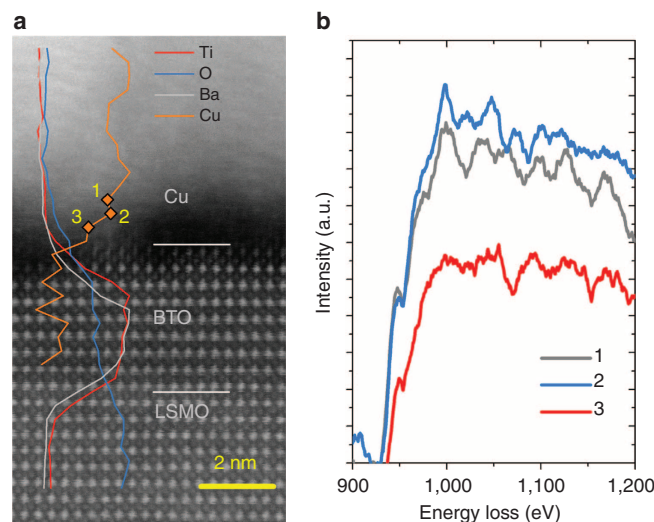 a
Ti
O
Ba
Cu
1
3
2
Cu
BTO
LSMO
2 nm
b
Intensity (a.u.)
1
2
3
900 1,000 1,100 1,200
Energy loss (eV)